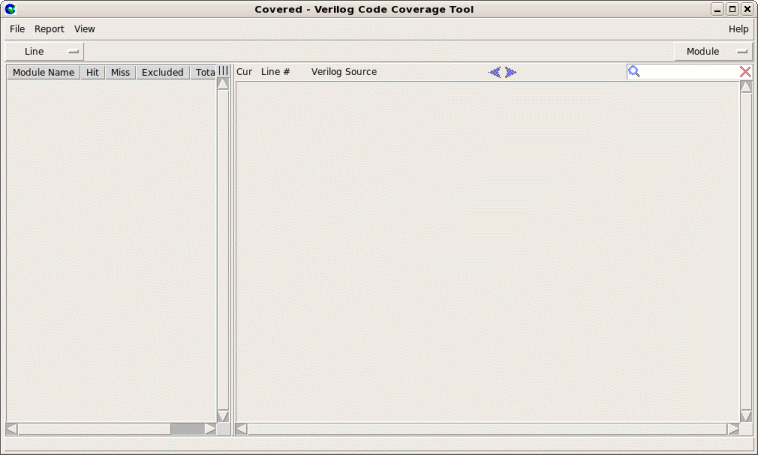 Covered - Verilog Code Coverage Tool
File Report View Help
Line Module
Module Name Hit Miss Excluded Tota Cur Line # Verilog Source